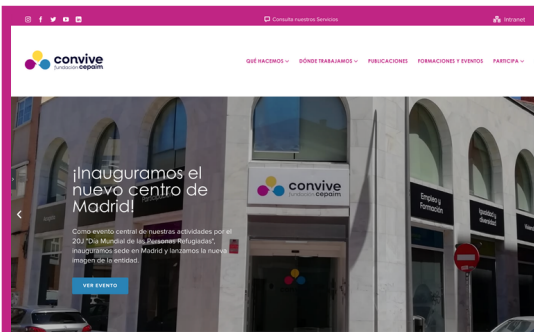 Consulta nuestros Servicios
Intranet
convive
fundación cepaim
QUÉ HACEMOS
DÓNDE TRABAJAMOS
PUBLICACIONES
FORMACIONES Y EVENTOS
PARTICIPA
¡Inauguramos el
nuevo centro de
Madrid!
Como evento central de nuestras actividades por el
20J "Día Mundial de las Personas Refugiadas",
inauguramos sede en Madrid y lanzamos la nueva
imagen de la entidad.
VER EVENTO
convive
fundación cepaim
Empleo y
Formación
Igualdad y
diversidad